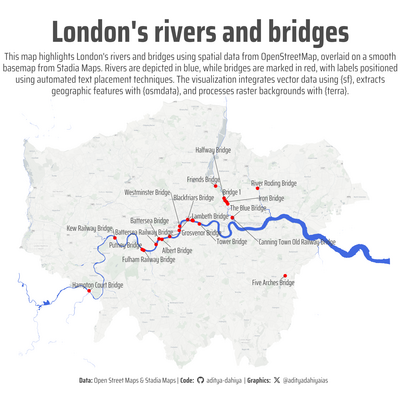 London's rivers and bridges
This map highlights London's rivers and bridges using spatial data from OpenStreetMap, overlaid on a smooth
basemap from Stadia Maps. Rivers are depicted in blue, while bridges are marked in red, with labels positioned
using automated text placement techniques. The visualization integrates vector data using {sf}, extracts
geographic features with {osmdata}, and processes raster backgrounds with {terra}.
Halfway Bridge
Friends Bridge
River Roding Bridge
Westminster Bridge
Bridge 1
Blackfriars Bridge
Iron Bridge
The Blue Bridge
Battersea Bridge
Lambeth Bridge
Kew Railway Bridge
Battersea Railway Bridge
Grosvenor Bridge
Putney Bridge
Tower Bridge
Canning Town Old Railway Bridge
Albert Bridge
Fulham Railway Bridge
Hampton Court Bridge
Five Arches Bridge
Data: Open Street Maps & Stadia Maps | Code: aditya-dahiya | Graphics: X @adityadahiyaias